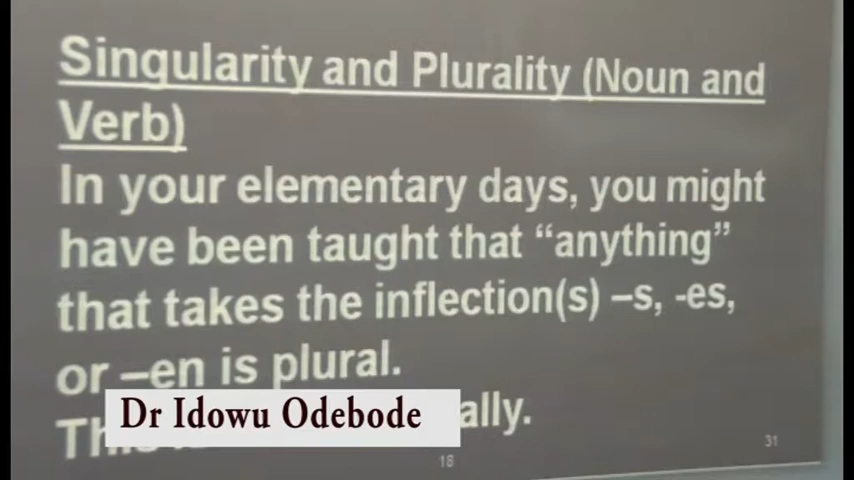 Singularity and Plurality (Noun and
Verb)
In your elementary days, you might
have been taught that “anything”
that takes the inflection(s) –s, -es,
or –en is plural.
Dr Idowu Odebode
18
31